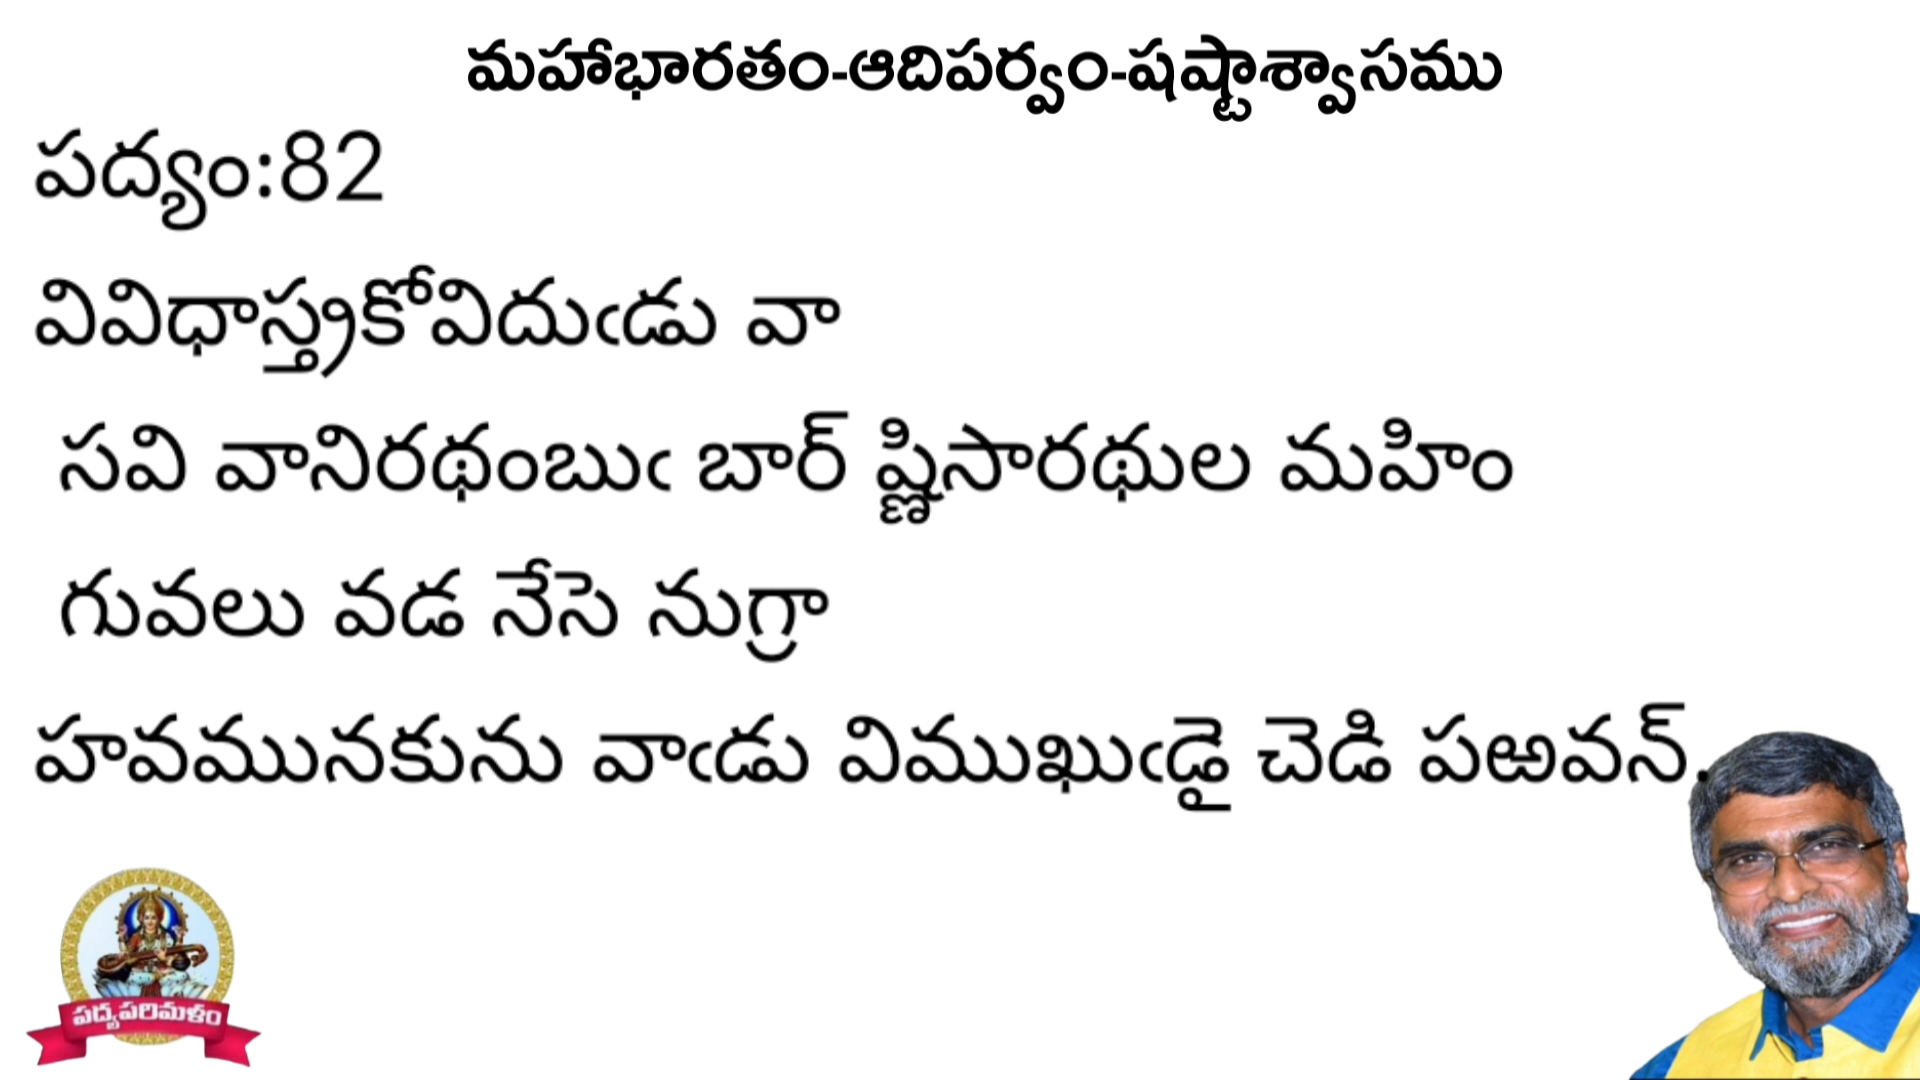 మహాభారతం-ఆదిపర్వం-షష్టాశ్వాసము
పద్యం:82
వివిధాస్త్రకోవిదుఁడు వా
సవి వానిరథంబుఁ బార్ ష్ణిసారథుల మహిం
గువలు వడ నేసె నుగ్రా
హవమునకును వాఁడు విముఖుఁడై చెడి పఱవన్.
పద్యపరిమళం